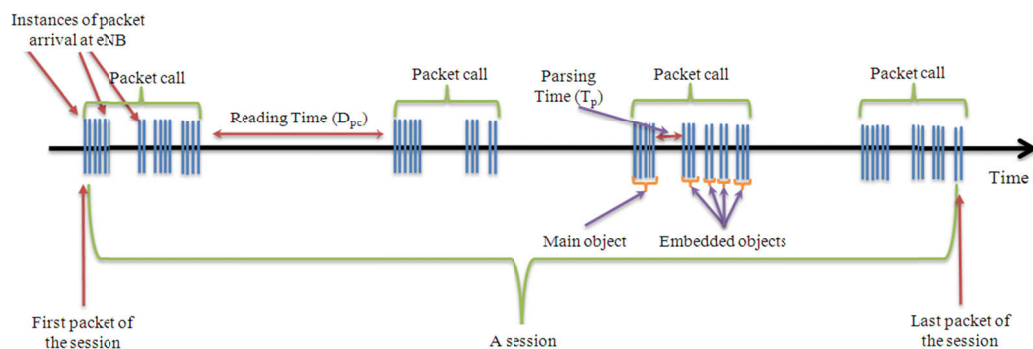 Instances of packet
arrival at eNB
Packet call
Reading Time (Dpc)
Packet call
Parsing
Time (Tp)
Packet call
Packet call
Time
Main object
Embedded objects
First packet of
the session
A session
Last packet of
the session